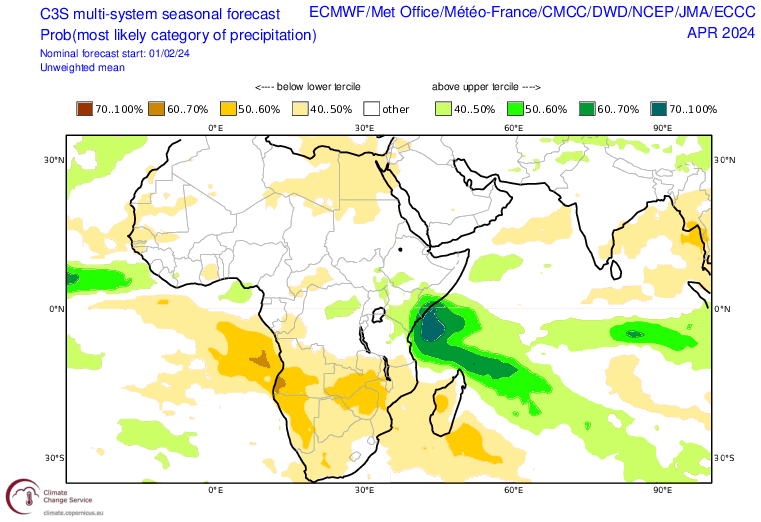 C3S multi-system seasonal forecast ECMWF/Met Office/Météo-France/CMCC/DWD/NCEP/JMA/ECCC
Prob(most likely category of precipitation) APR 2024
Nominal forecast start: 01/02/24
Unweighted mean
<---- below lower tercile above upper tercile ---->
70..100% 60..70% 50..60% 40..50% other 40..50% 50..60% 60..70% 70..100%
0°E 30°E 60°E 90°E
30°N 30°N
0°N 0°N
30°S 30°S
0°E 30°E 60°E 90°E
Climate
Change Service
climate.copernicus.eu